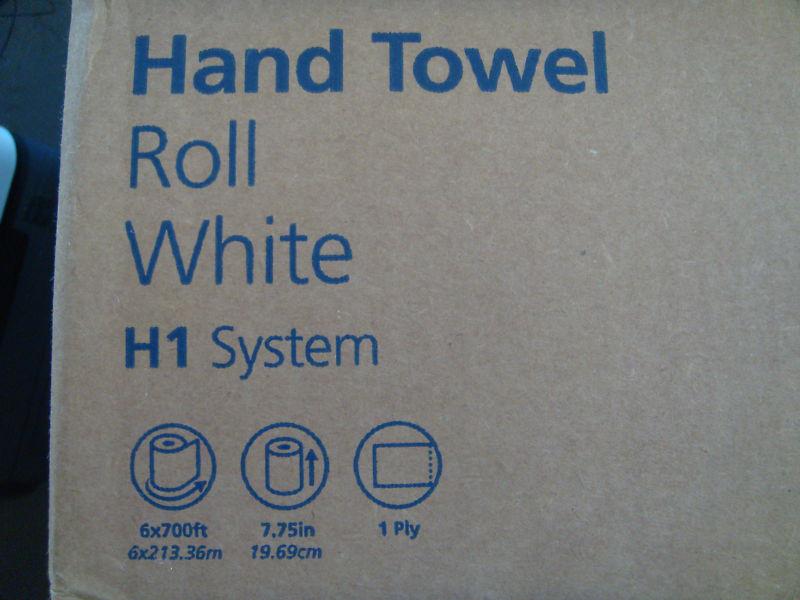 Hand Towel
Roll
White
H1 System
6x700ft 7.75in 1 Ply
6x213.36m 19.69cm